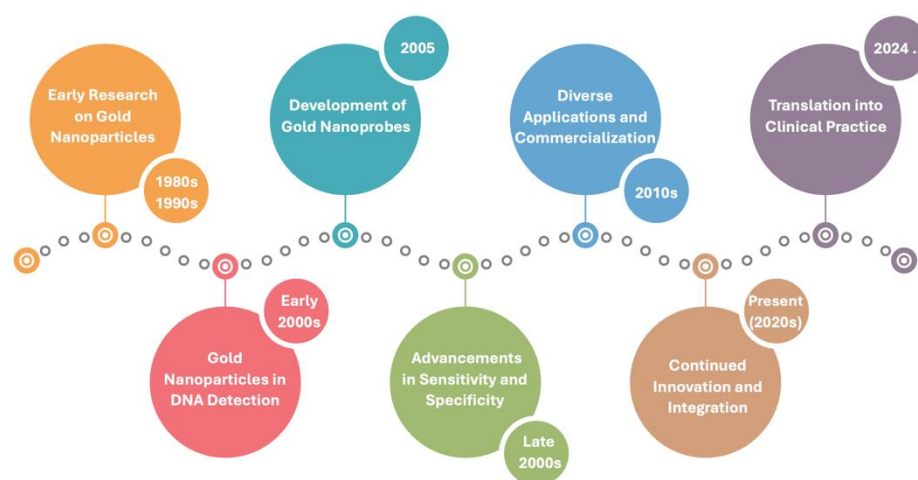 Early Research
on Gold
Nanoparticles
1980s
1990s
Gold
Nanoparticles in
DNA Detection
Early
2000s
Development of
Gold Nanoprobes
2005
Advancements
in Sensitivity and
Specificity
Late
2000s
Diverse
Applications and
Commercialization
2010s
Continued
Innovation and
Integration
Present
(2020s)
Translation into
Clinical Practice
2024 .